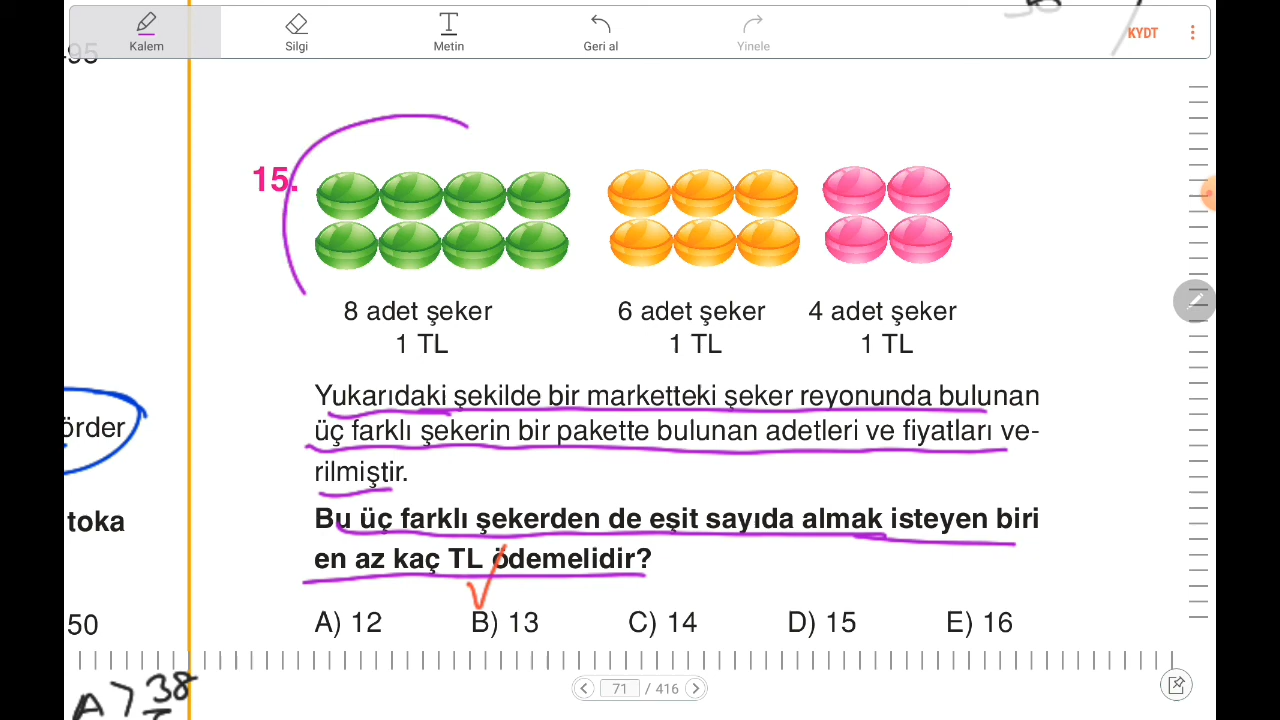 Kalem
Silgi
Metin
Geri al
Yinele
KYDT
95
15.
8 adet şeker
6 adet şeker
4 adet şeker
1 TL
1 TL
1 TL
Yukarıdaki şekilde bir marketteki şeker reyonunda bulunan
üç farklı şekerin bir pakette bulunan adetleri ve fiyatları ve-
rilmiştir.
Bu üç farklı şekerden de eşit sayıda almak isteyen biri
en az kaç TL ödemelidir?
A) 12
B) 13
C) 14
D) 15
E) 16
örder
toka
50
A > 38
71 / 416